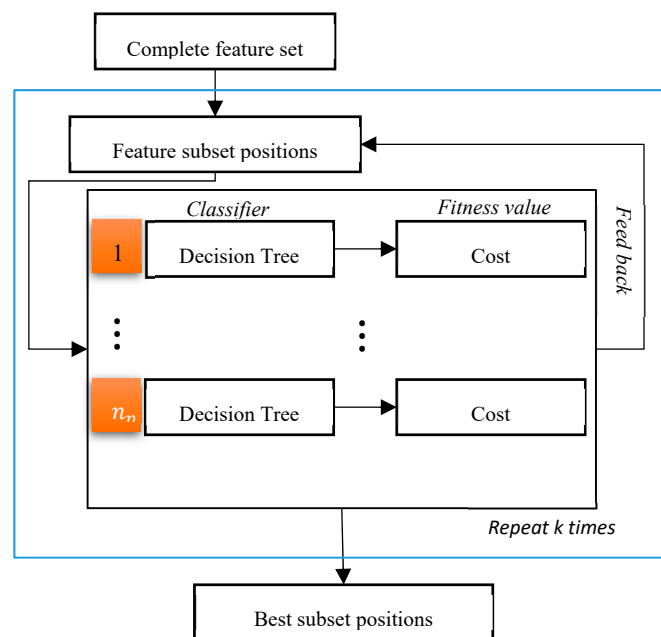 Complete feature set
Feature subset positions
Classifier
Fitness value
1
Decision Tree
Cost
Feed back
⋮
⋮
nₙ
Decision Tree
Cost
Repeat k times
Best subset positions